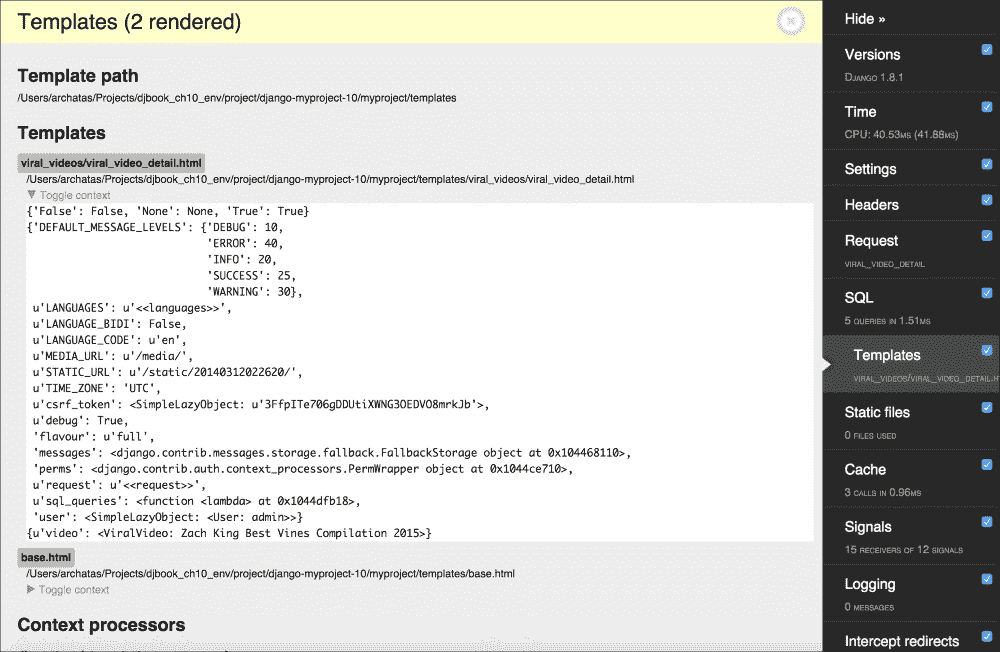 Templates (2 rendered)
Template path
/Users/archatas/Projects/djbook_ch10_env/project/django-myproject-10/myproject/templates
Templates
viral_videos/viral_video_detail.html
/Users/archatas/Projects/djbook_ch10_env/project/django-myproject-10/myproject/templates/viral_videos/viral_video_detail.html
▼ Toggle context
{'False': False, 'None': None, 'True': True}
{'DEFAULT_MESSAGE_LEVELS': {'DEBUG': 10,
'ERROR': 40,
'INFO': 20,
'SUCCESS': 25,
'WARNING': 30},
u'LANGUAGES': u'<<languages>>',
u'LANGUAGE_BIDI': False,
u'LANGUAGE_CODE': u'en',
u'MEDIA_URL': u'/media/',
u'STATIC_URL': u'/static/20140312022620/',
u'TIME_ZONE': 'UTC',
u'csrf_token': <SimpleLazyObject: u'3FfpITe706gDDUtiXWNG3OEDVO8mrkJb'>,
u'debug': True,
'flavour': u'full',
'messages': <django.contrib.messages.storage.fallback.FallbackStorage object at 0x104468110>,
'perms': <django.contrib.auth.context_processors.PermWrapper object at 0x1044ce710>,
u'request': u'<<request>>',
u'sql_queries': <function <lambda> at 0x1044dfb18>,
'user': <SimpleLazyObject: <User: admin>>}
{u'video': <ViralVideo: Zach King Best Vines Compilation 2015>}
base.html
/Users/archatas/Projects/djbook_ch10_env/project/django-myproject-10/myproject/templates/base.html
▶ Toggle context
Context processors
Hide »
Versions
Django 1.8.1
Time
CPU: 40.53ms (41.88ms)
Settings
Headers
Request
viral_video_detail
SQL
5 queries in 1.51ms
Templates
viral_videos/viral_video_detail.h
Static files
0 files used
Cache
3 calls in 0.96ms
Signals
15 receivers of 12 signals
Logging
0 messages
Intercept redirects